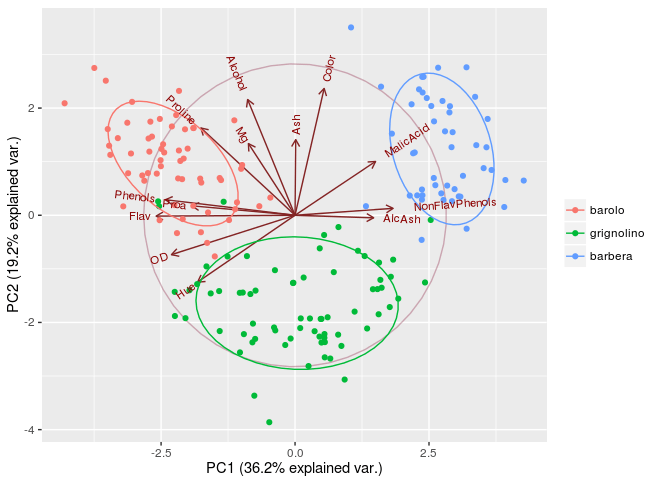 PC2 (19.2% explained var.)
2
0
-2
-4
Alcohol
Color
Proline
Mg
Ash
MalicAcid
Phenols
Proa
Flav
NonFlavPhenols
AlcAsh
OD
Hue
-2.5
0.0
2.5
PC1 (36.2% explained var.)
barolo
grignolino
barbera